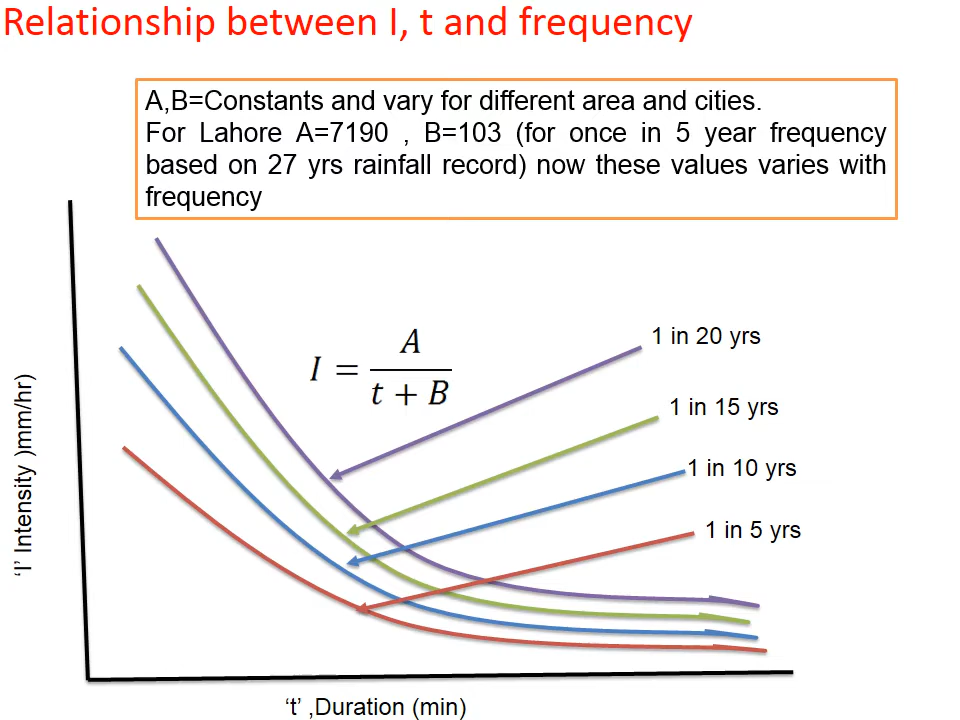 Relationship between I, t and frequency
A,B=Constants and vary for different area and cities.
For Lahore A=7190 , B=103 (for once in 5 year frequency
based on 27 yrs rainfall record) now these values varies with
frequency
I = A / (t + B)
1 in 20 yrs
1 in 15 yrs
1 in 10 yrs
1 in 5 yrs
‘I’ Intensity )mm/hr)
‘t’ ,Duration (min)